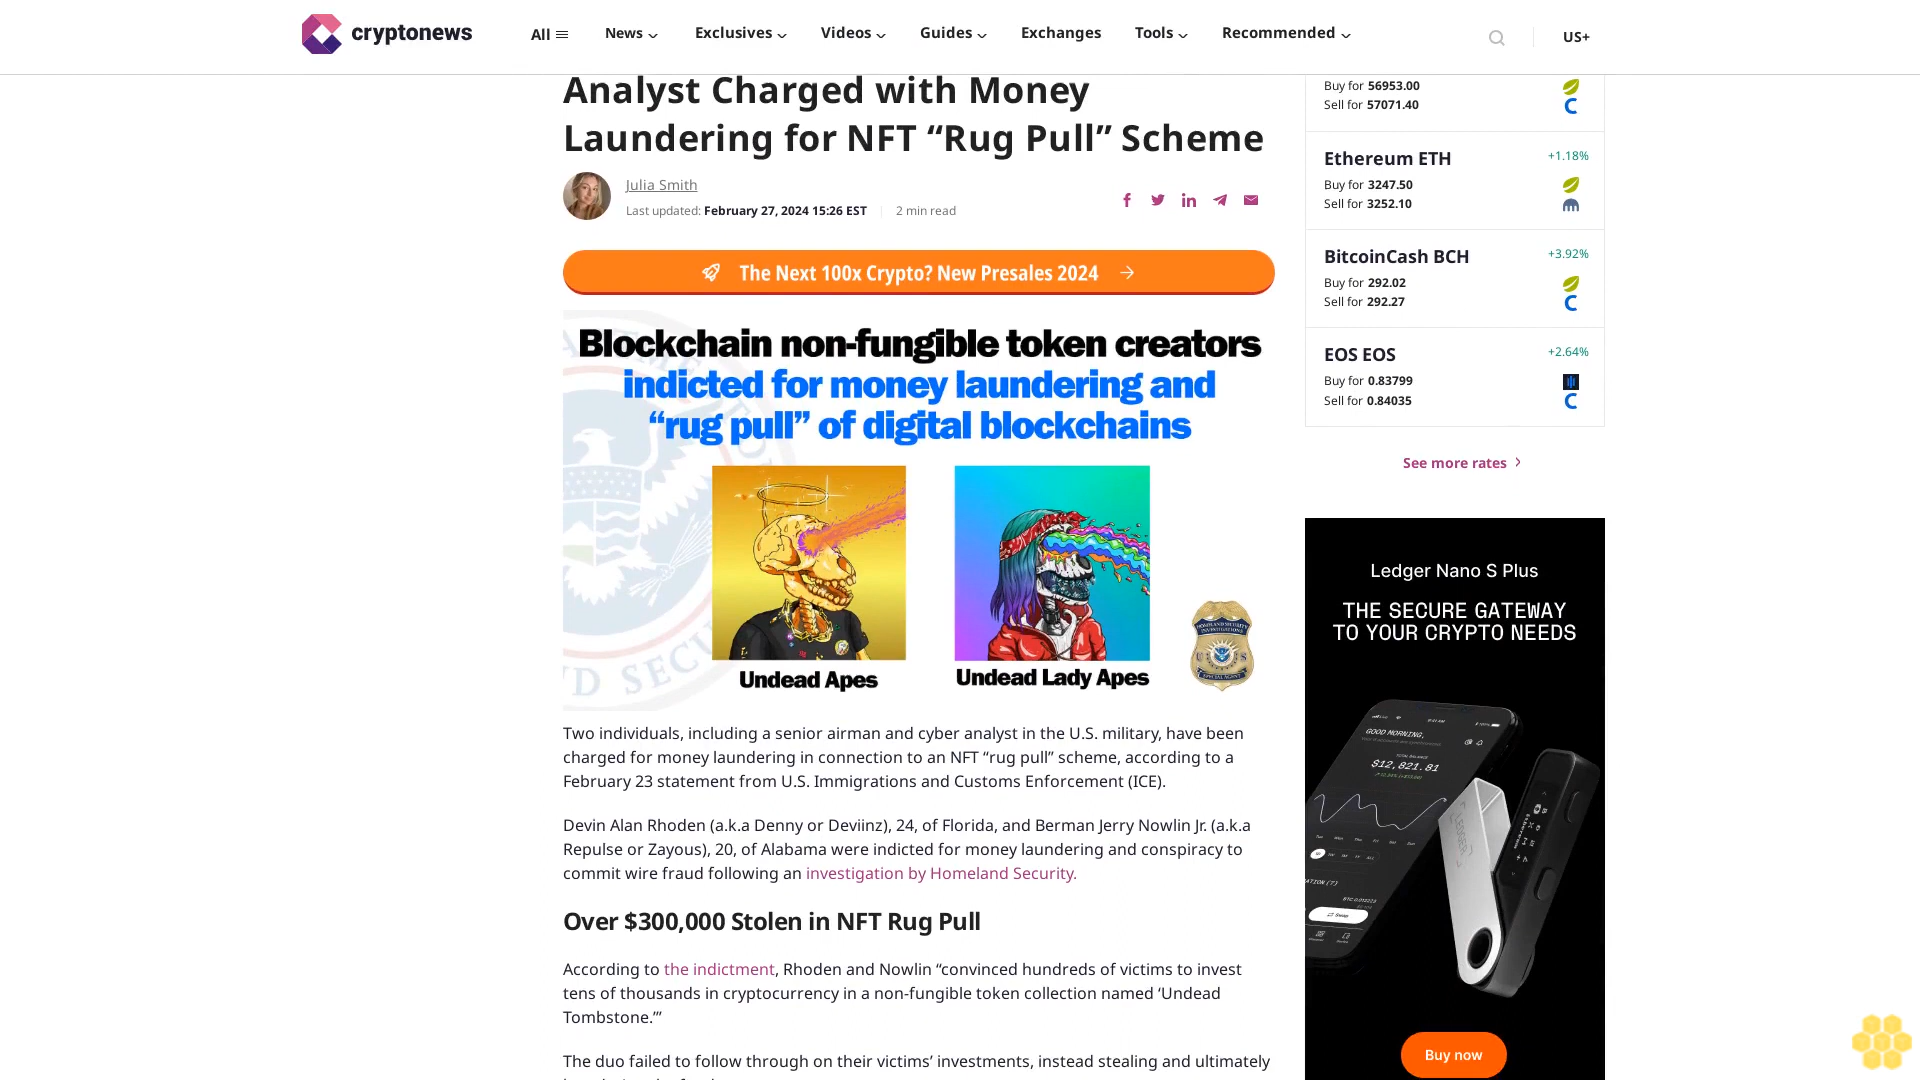 cryptonews
All
News
Exclusives
Videos
Guides
Exchanges
Tools
Recommended
US+
Analyst Charged with Money
Laundering for NFT “Rug Pull” Scheme
Julia Smith
Last updated: February 27, 2024 15:26 EST
2 min read
The Next 100x Crypto? New Presales 2024
Blockchain non-fungible token creators
indicted for money laundering and
“rug pull” of digital blockchains
Undead Apes
Undead Lady Apes
Two individuals, including a senior airman and cyber analyst in the U.S. military, have been
charged for money laundering in connection to an NFT “rug pull” scheme, according to a
February 23 statement from U.S. Immigrations and Customs Enforcement (ICE).
Devin Alan Rhoden (a.k.a Denny or Deviinz), 24, of Florida, and Berman Jerry Nowlin Jr. (a.k.a
Repulse or Zayous), 20, of Alabama were indicted for money laundering and conspiracy to
commit wire fraud following an investigation by Homeland Security.
Over $300,000 Stolen in NFT Rug Pull
According to the indictment, Rhoden and Nowlin “convinced hundreds of victims to invest
tens of thousands in cryptocurrency in a non-fungible token collection named ‘Undead
Tombstone.’”
The duo failed to follow through on their victims’ investments, instead stealing and ultimately
Buy for 56953.00
Sell for 57071.40
Ethereum ETH
+1.18%
Buy for 3247.50
Sell for 3252.10
BitcoinCash BCH
+3.92%
Buy for 292.02
Sell for 292.27
EOS EOS
+2.64%
Buy for 0.83799
Sell for 0.84035
See more rates
Ledger Nano S Plus
THE SECURE GATEWAY
TO YOUR CRYPTO NEEDS
GOOD MORNING,
$12,821.81
LEDGER
Buy now